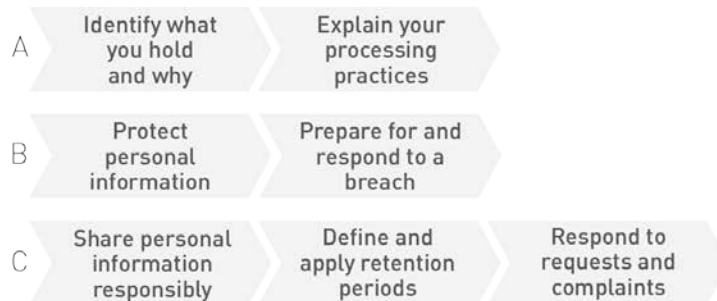 A
Identify what
you hold
and why
Explain your
processing
practices
B
Protect
personal
information
Prepare for and
respond to a
breach
C
Share personal
information
responsibly
Define and
apply retention
periods
Respond to
requests and
complaints